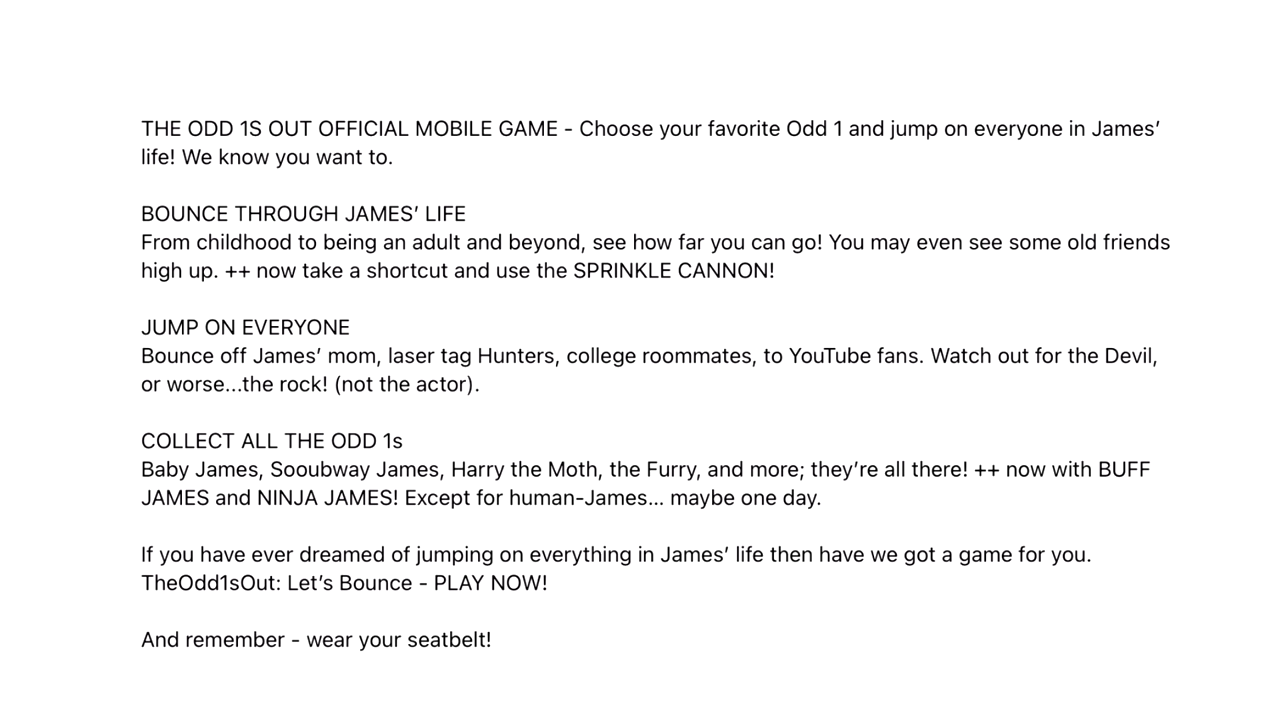 THE ODD 1S OUT OFFICIAL MOBILE GAME - Choose your favorite Odd 1 and jump on everyone in James’
life! We know you want to.
BOUNCE THROUGH JAMES’ LIFE
From childhood to being an adult and beyond, see how far you can go! You may even see some old friends
high up. ++ now take a shortcut and use the SPRINKLE CANNON!
JUMP ON EVERYONE
Bounce off James’ mom, laser tag Hunters, college roommates, to YouTube fans. Watch out for the Devil,
or worse...the rock! (not the actor).
COLLECT ALL THE ODD 1s
Baby James, Sooubway James, Harry the Moth, the Furry, and more; they’re all there! ++ now with BUFF
JAMES and NINJA JAMES! Except for human-James... maybe one day.
If you have ever dreamed of jumping on everything in James’ life then have we got a game for you.
TheOdd1sOut: Let’s Bounce - PLAY NOW!
And remember - wear your seatbelt!